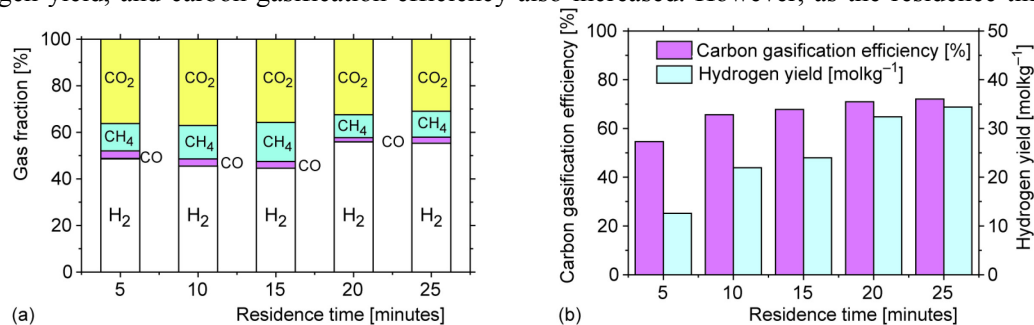 gen yield, and carbon gasification efficiency also increased. However, as the residence tim
Gas fraction [%]
100
80
60
40
20
0
CO2 CO2 CO2 CO2 CO2
CH4 CH4 CH4 CH4 CH4
CO CO CO CO
H2 H2 H2 H2 H2
5 10 15 20 25
(a) Residence time [minutes]
Carbon gasification efficiency [%]
100
80
60
40
20
0
Carbon gasification efficiency [%]
Hydrogen yield [molkg–1]
50
40
30
20
10
0
Hydrogen yield [molkg–1]
5 10 15 20 25
(b) Residence time [minutes]